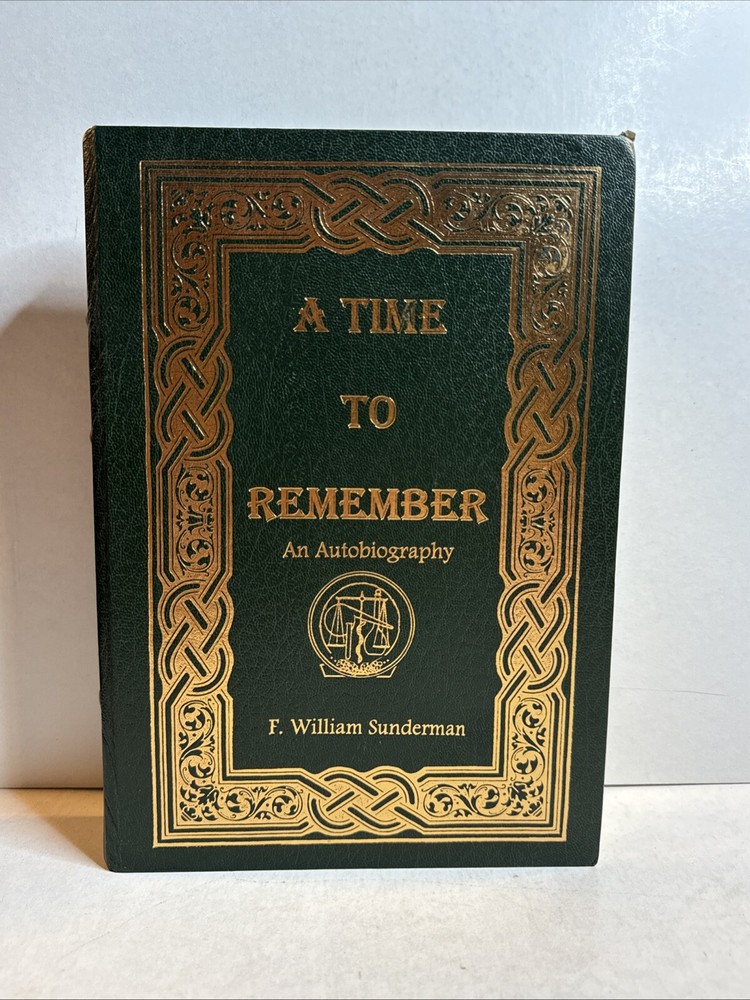 A TIME
TO
REMEMBER
An Autobiography
F. William Sunderman